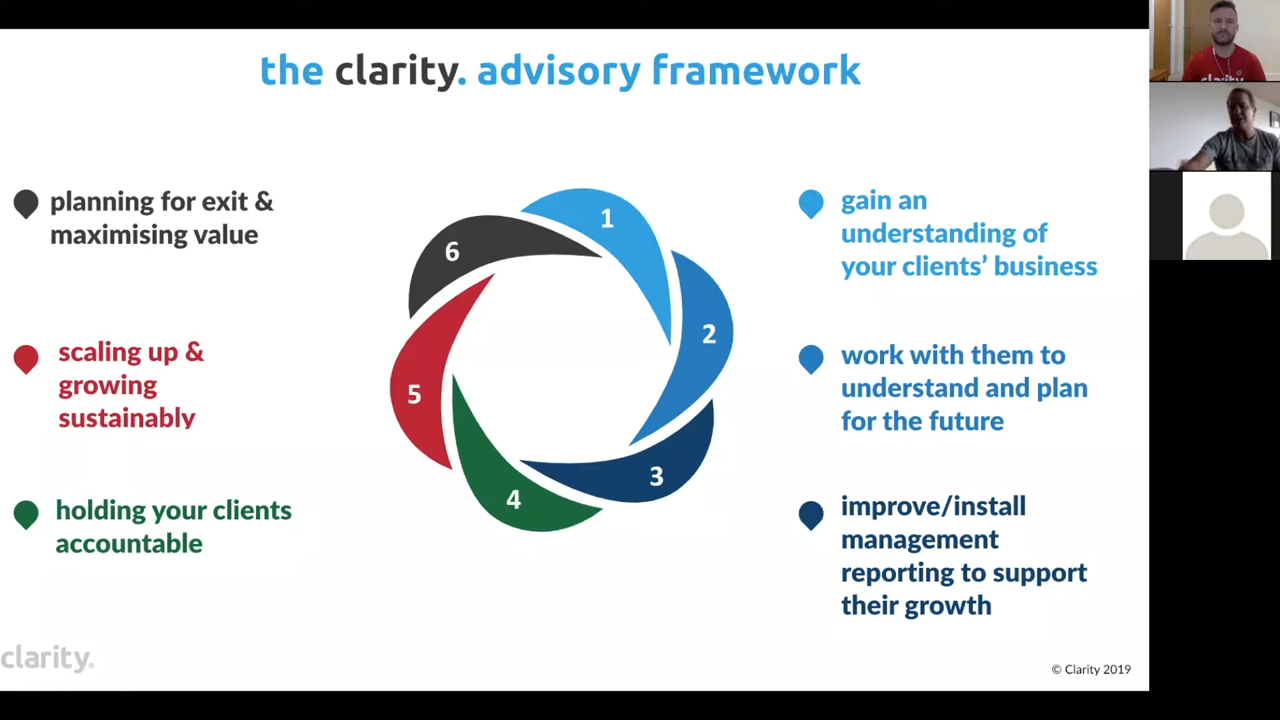 the clarity. advisory framework
planning for exit &
maximising value
scaling up &
growing
sustainably
holding your clients
accountable
1
2
3
4
5
6
gain an
understanding of
your clients' business
work with them to
understand and plan
for the future
improve/install
management
reporting to support
their growth
clarity.
© Clarity 2019
clarity